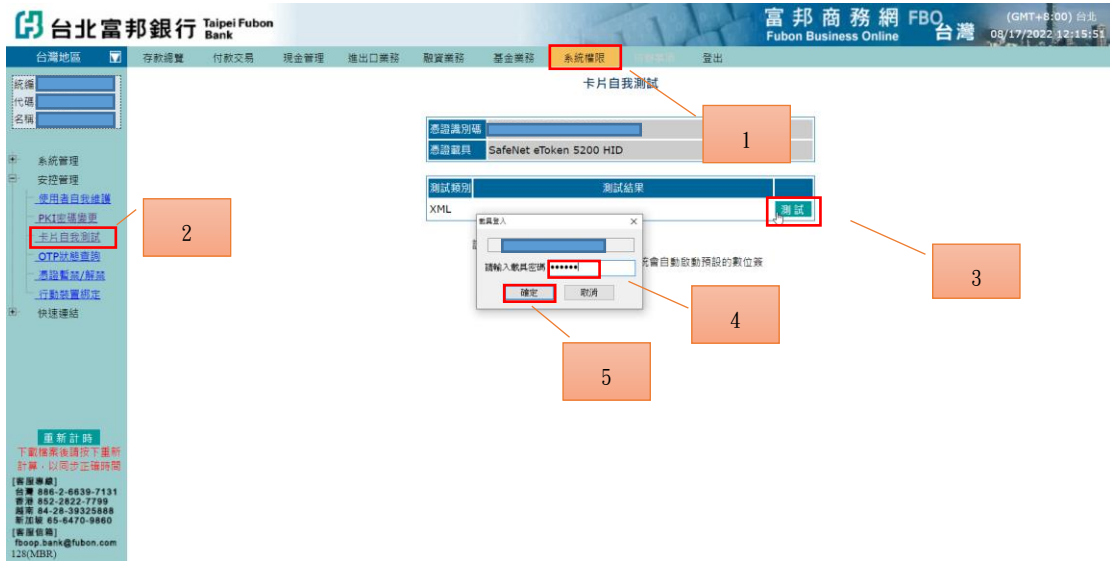 台北富邦銀行 Taipei Fubon Bank
富邦商務網 FBO台灣
Fubon Business Online
(GMT+8:00) 台北
08/17/2022 12:15:51
台灣地區 存款總覽 付款交易 現金管理 進出口業務 融資業務 基金業務 系統權限 登出
統編
代碼
名稱
系統管理
安控管理
使用者自我維護
PKI密碼變更
卡片自我測試
OTP狀態查詢
憑證暫禁/解禁
行動裝置綁定
快速連結
重新計時
下載檔案後請按下重新
計算，以同步正確時間
[客服專線]
台灣 886-2-6639-7131
香港 852-2822-7799
越南 84-28-39325888
新加坡 65-6470-9860
[客服信箱]
fboop.bank@fubon.com
128(MBR)
卡片自我測試
憑證識別碼
憑證載具 SafeNet eToken 5200 HID
測試類別 測試結果
XML 測試
統會自動啟動預設的數位簽
載具登入
請輸入載具密碼 ••••••
確定 取消
1
2
3
4
5